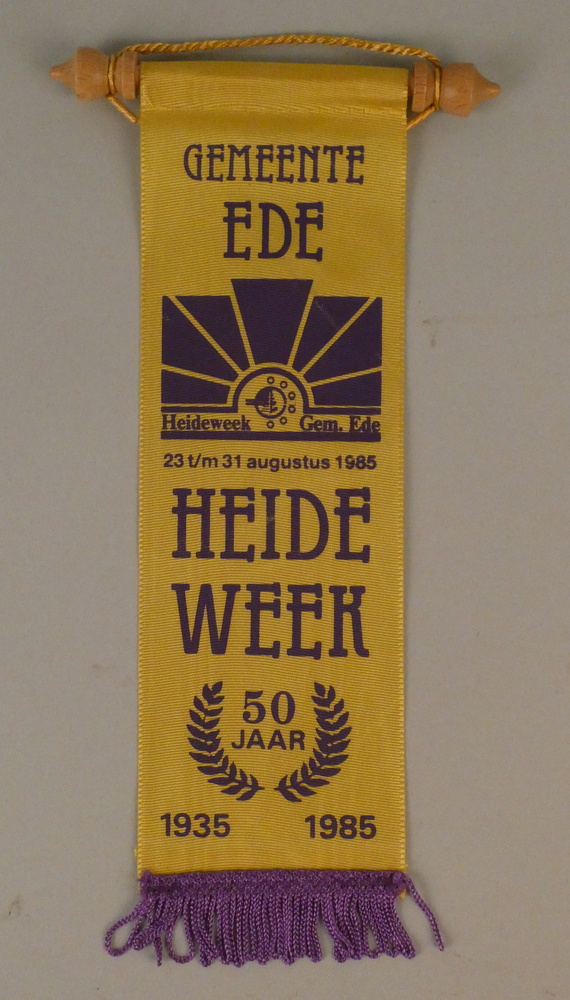 GEMEENTE
EDE
Heideweek Gem. Ede
23 t/m 31 augustus 1985
HEIDE
WEEK
50
JAAR
1935 1985